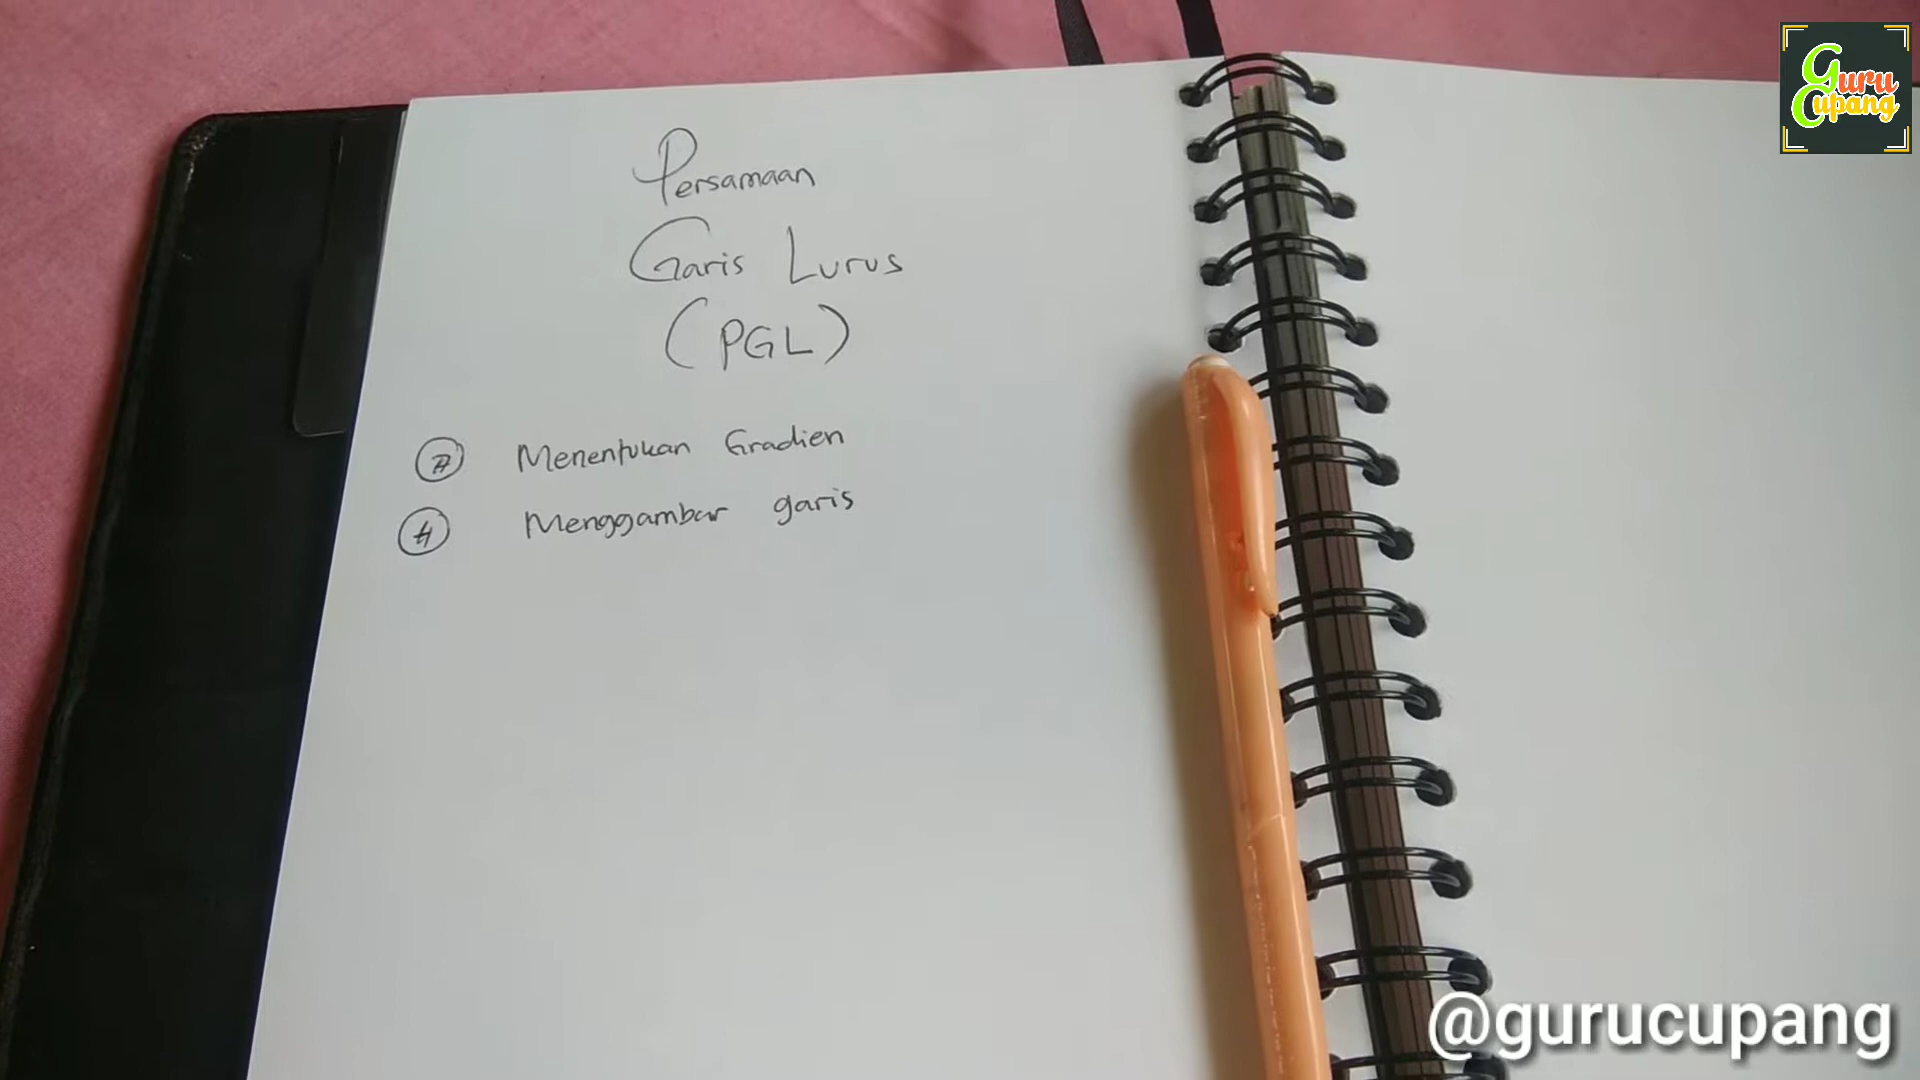 Persamaan
Garis Lurus
(PGL)
# Menentukan Gradien
# Menggambar garis
Guru
Cupang
@gurucupang